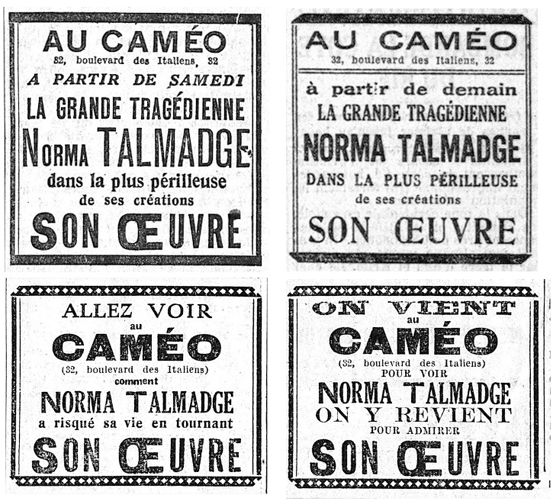 AU CAMÉO
32, boulevard des Italiens, 32
A PARTIR DE SAMEDI
LA GRANDE TRAGÉDIENNE
NORMA TALMADGE
dans la plus périlleuse
de ses créations
SON ŒUVRE
AU CAMÉO
32, boulevard des Italiens, 32
à partir de demain
LA GRANDE TRAGÉDIENNE
NORMA TALMADGE
DANS LA PLUS PÉRILLEUSE
de ses créations
SON ŒUVRE
ALLEZ VOIR
au
CAMÉO
(32, boulevard des Italiens)
comment
NORMA TALMADGE
a risqué sa vie en tournant
SON ŒUVRE
ON VIENT
au
CAMÉO
(32, boulevard des Italiens)
POUR VOIR
NORMA TALMADGE
ON Y REVIENT
POUR ADMIRER
SON ŒUVRE